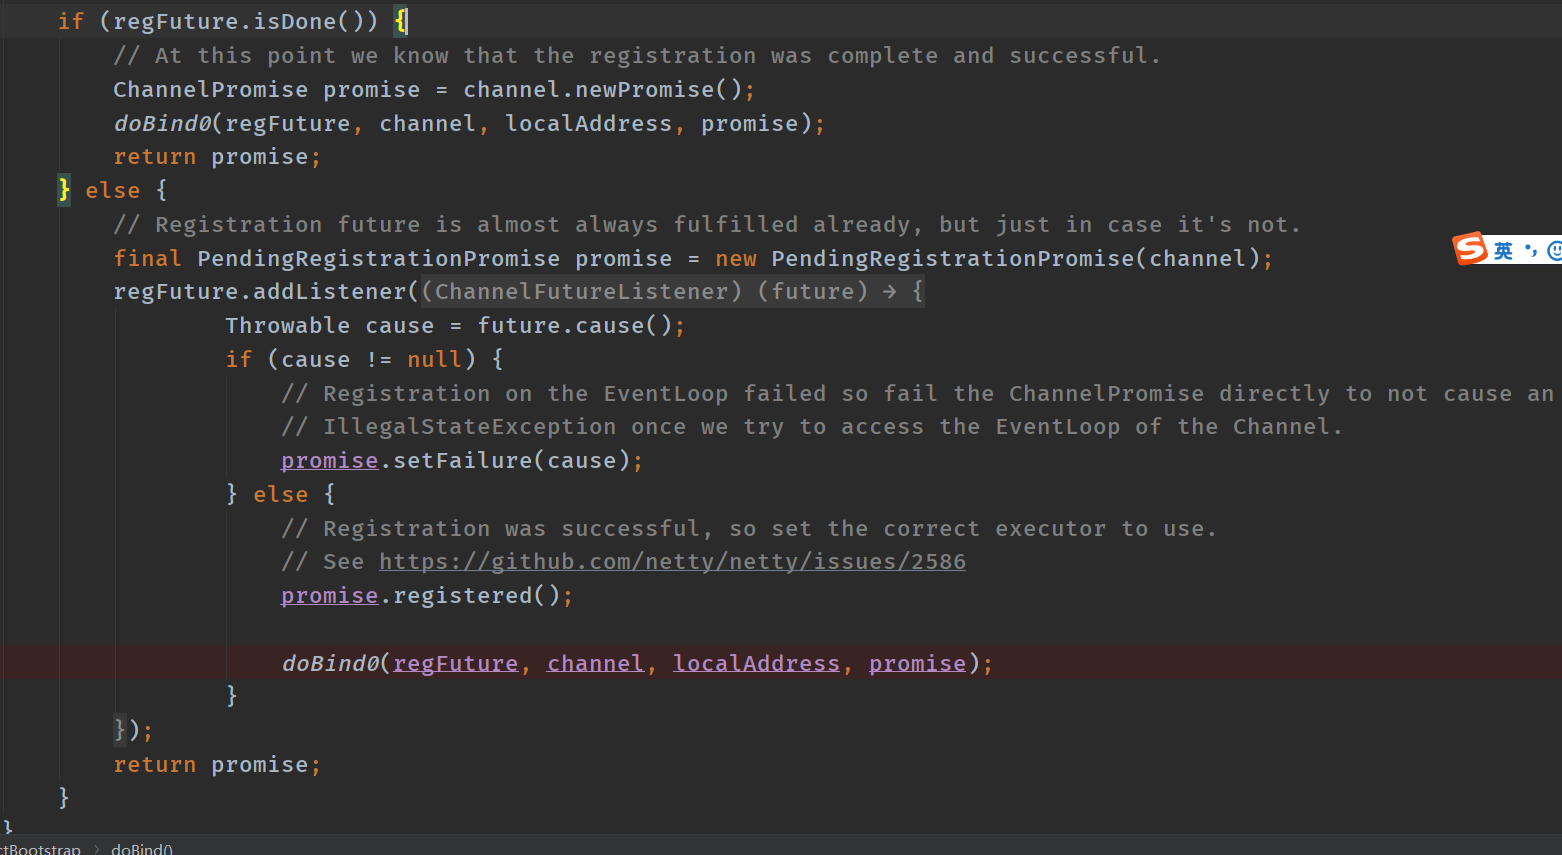 if (regFuture.isDone()) {
// At this point we know that the registration was complete and successful.
ChannelPromise promise = channel.newPromise();
doBind0(regFuture, channel, localAddress, promise);
return promise;
} else {
// Registration future is almost always fulfilled already, but just in case it's not.
final PendingRegistrationPromise promise = new PendingRegistrationPromise(channel);
S 英 •,
regFuture.addListener((ChannelFutureListener) (future) → {
Throwable cause = future.cause();
if (cause != null) {
// Registration on the EventLoop failed so fail the ChannelPromise directly to not cause an
// IllegalStateException once we try to access the EventLoop of the Channel.
promise.setFailure(cause);
} else {
// Registration was successful, so set the correct executor to use.
// See https://github.com/netty/netty/issues/2586
promise.registered();
doBind0(regFuture, channel, localAddress, promise);
}
});
return promise;
}
}
ctBootstrap > doBind()